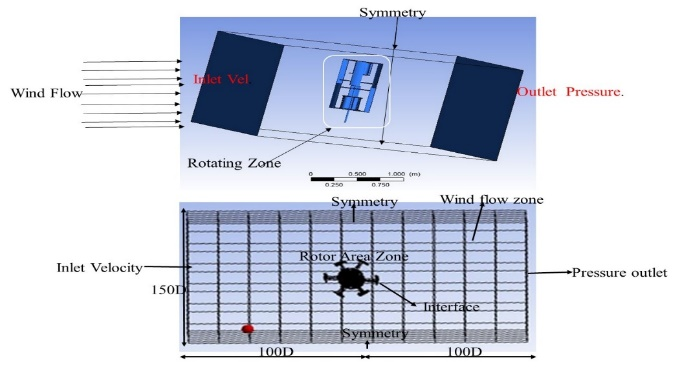 Symmetry
Inlet Vel
Wind Flow
Outlet Pressure.
Rotating Zone
0 0.500 1.000 (m)
0.250 0.750
Symmetry
Wind flow zone
Rotor Area Zone
Inlet Velocity
Pressure outlet
150D
Interface
Symmetry
100D 100D